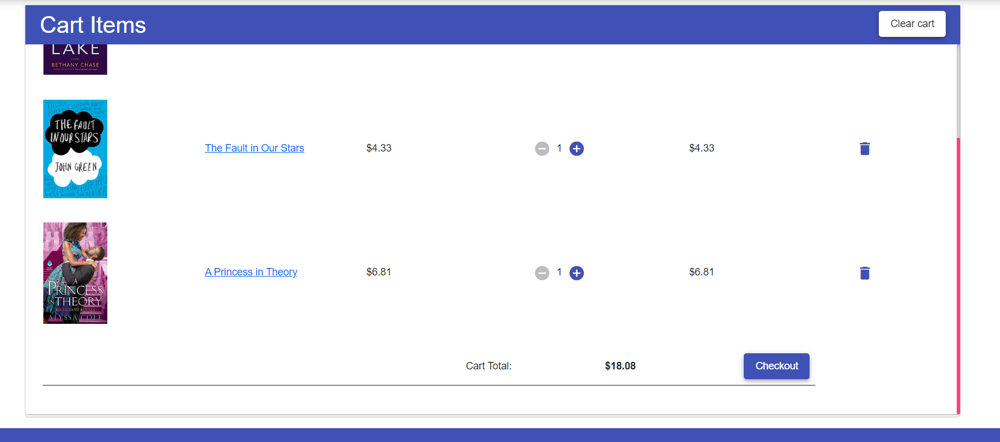 Cart Items
Clear cart
LAKE
BETHANY CHASE
THE FAULT
IN OUR STARS
JOHN GREEN
The Fault in Our Stars $4.33 1 $4.33
A
PRINCESS
IN THEORY
RELUCTANT ROYALS
ALYSSA COLE
A Princess in Theory $6.81 1 $6.81
Cart Total: $18.08 Checkout